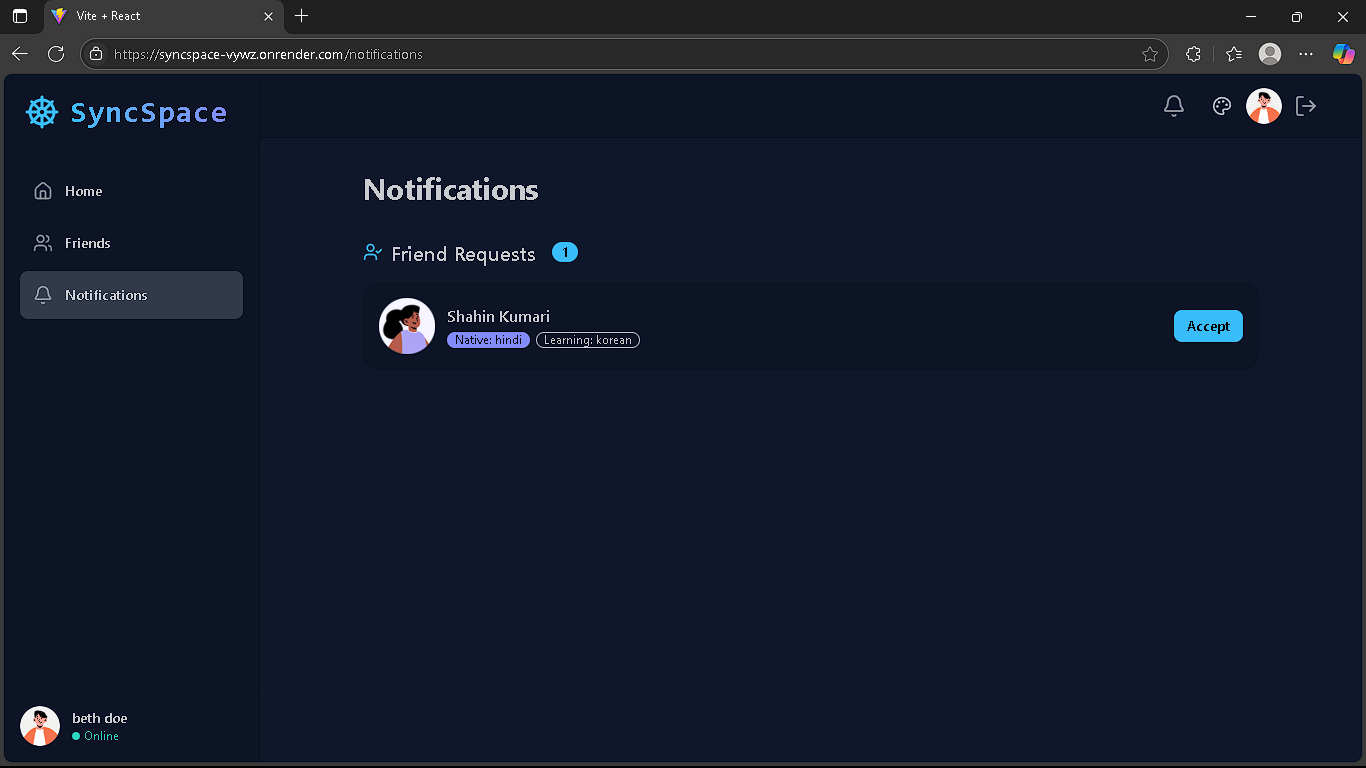 Vite + React
https://syncspace-vywz.onrender.com/notifications
SyncSpace
Home
Friends
Notifications
Notifications
Friend Requests 1
Shahin Kumari
Native: hindi Learning: korean
Accept
beth doe
Online